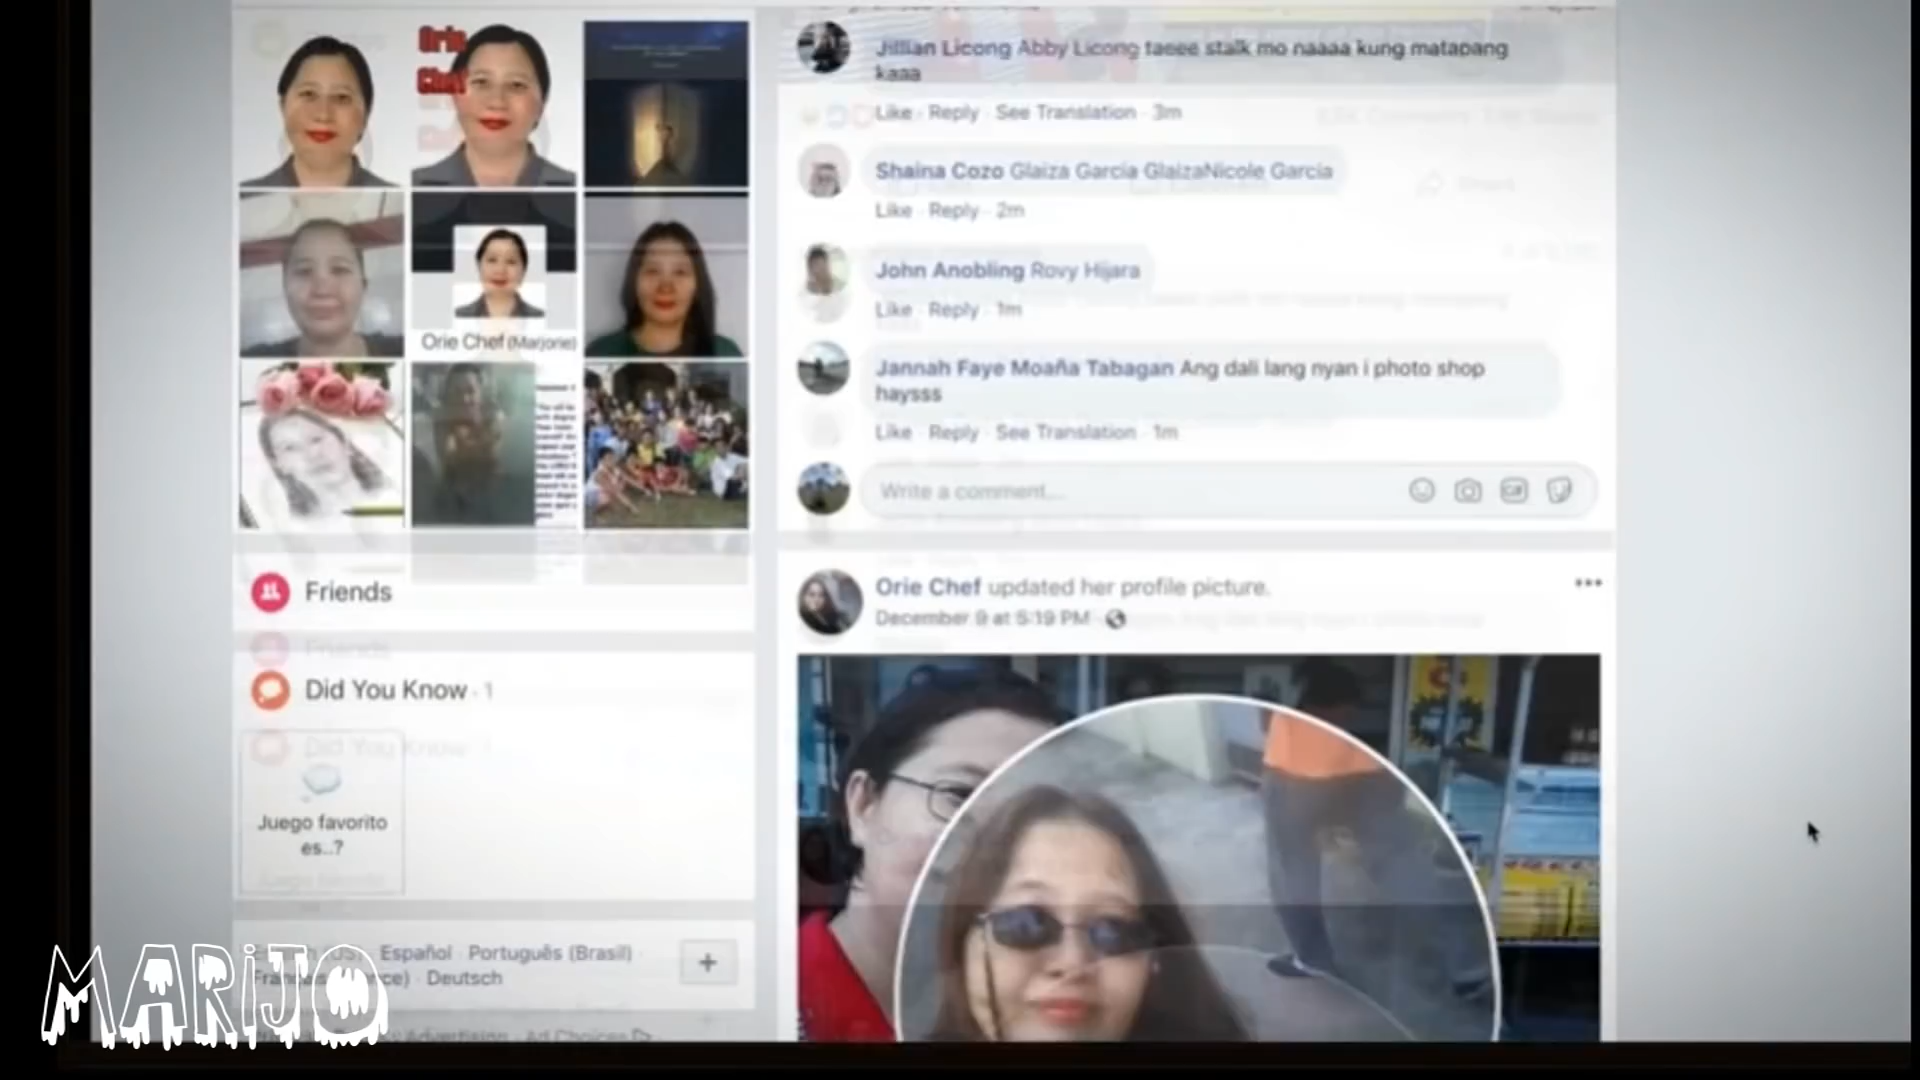 Orie
Chef
Orie Chef (Marjorie)
Friends
Did You Know · 1
Juego favorito
es..?
Español · Português (Brasil) ·
Deutsch
Advertising · Ad Choices
MARIJO
Jillian Licong Abby Licong taeee stalk mo naaaa kung matapang
kaaa
Like · Reply · See Translation · 3m
Shaina Cozo Glaiza Garcia GlaizaNicole Garcia
Like · Reply · 2m
John Anobling Rovy Hijara
Like · Reply · 1m
Jannah Faye Moaña Tabagan Ang dali lang nyan i photo shop
haysss
Like · Reply · See Translation · 1m
Write a comment...
GIF
Orie Chef updated her profile picture.
December 9 at 5:19 PM ·